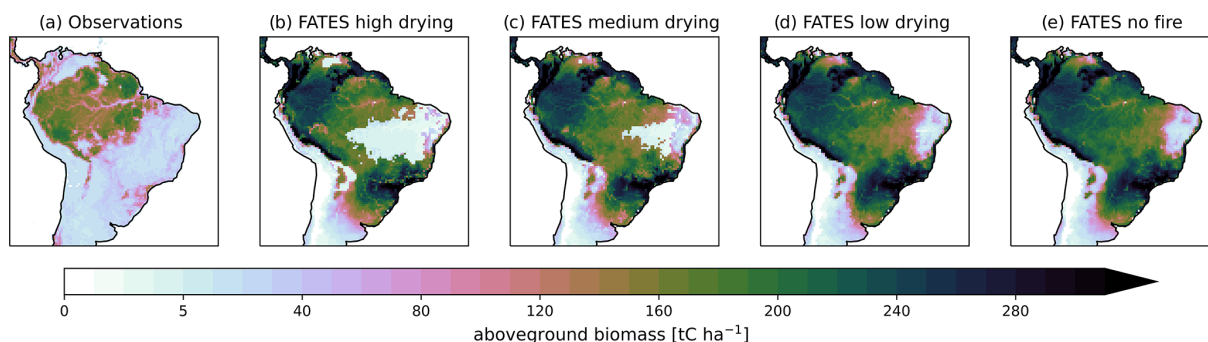 (a) Observations
(b) FATES high drying
(c) FATES medium drying
(d) FATES low drying
(e) FATES no fire
0 5 40 80 120 160 200 240 280
aboveground biomass [tC ha⁻¹]